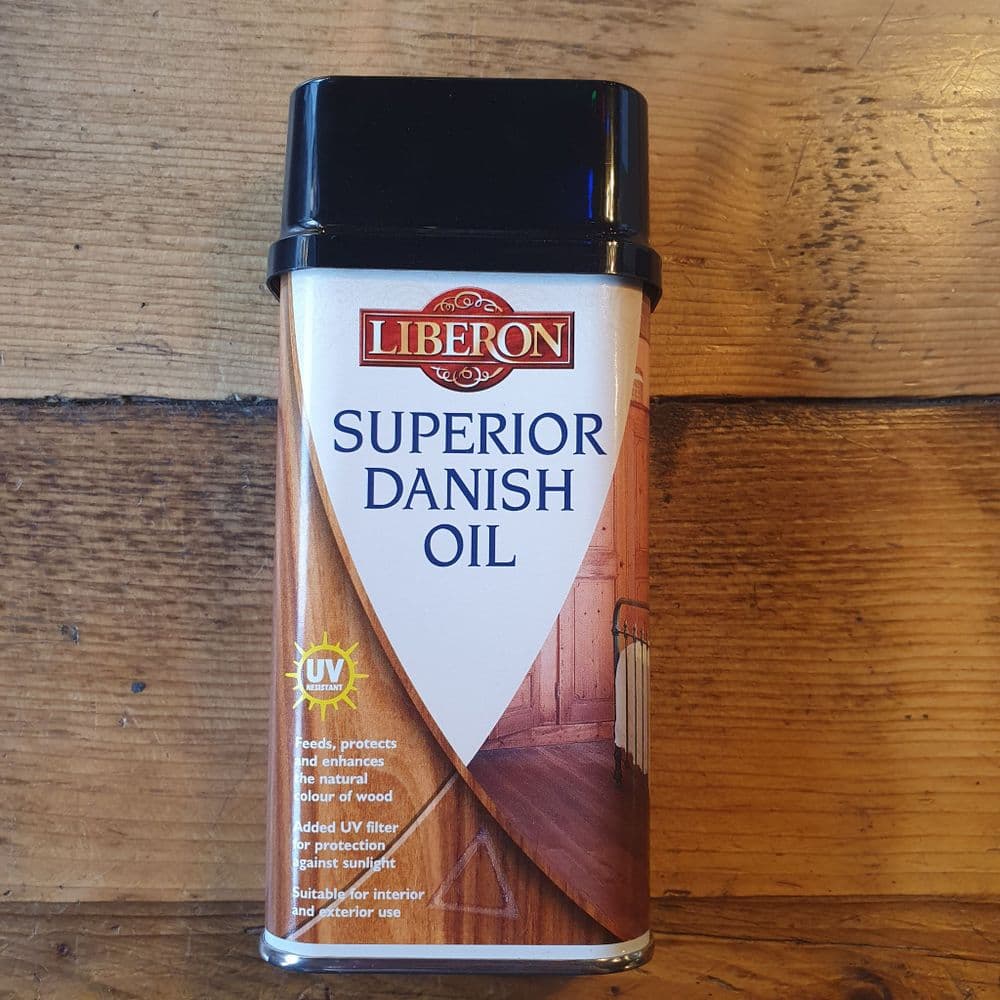 LIBERON
SUPERIOR
DANISH
OIL
UV
RESISTANT
Feeds, protects
and enhances
the natural
colour of wood
Added UV filter
for protection
against sunlight
Suitable for interior
and exterior use